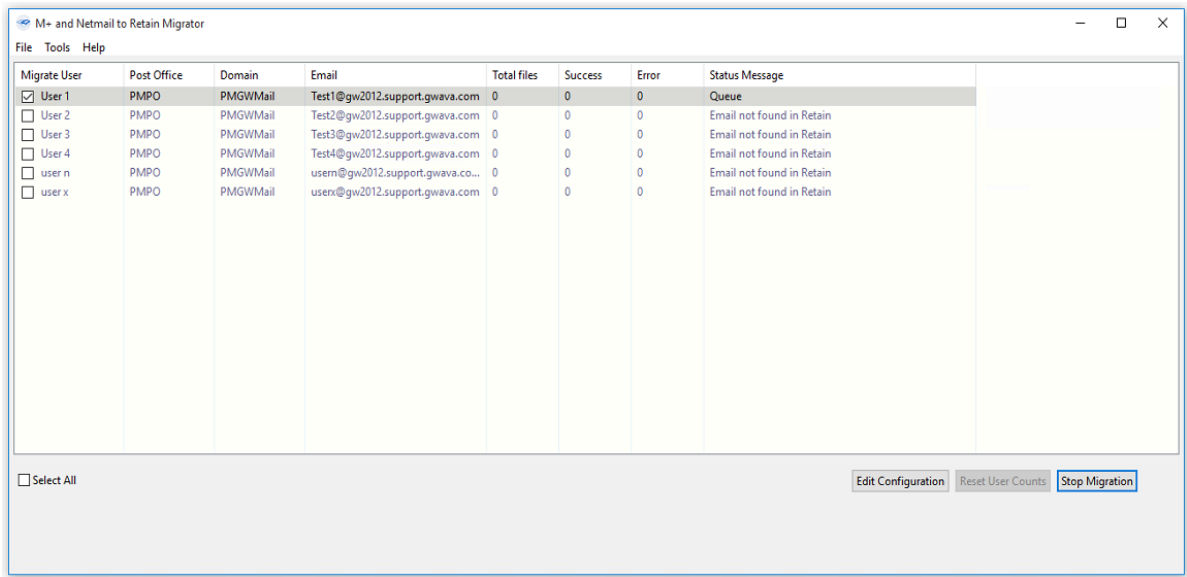 M+ and Netmail to Retain Migrator
File Tools Help
Migrate User Post Office Domain Email Total files Success Error Status Message
User 1 PMPO PMGWMail Test1@gw2012.support.gwava.com 0 0 0 Queue
User 2 PMPO PMGWMail Test2@gw2012.support.gwava.com 0 0 0 Email not found in Retain
User 3 PMPO PMGWMail Test3@gw2012.support.gwava.com 0 0 0 Email not found in Retain
User 4 PMPO PMGWMail Test4@gw2012.support.gwava.com 0 0 0 Email not found in Retain
user n PMPO PMGWMail usern@gw2012.support.gwava.co... 0 0 0 Email not found in Retain
user x PMPO PMGWMail userx@gw2012.support.gwava.com 0 0 0 Email not found in Retain
Select All Edit Configuration Reset User Counts Stop Migration